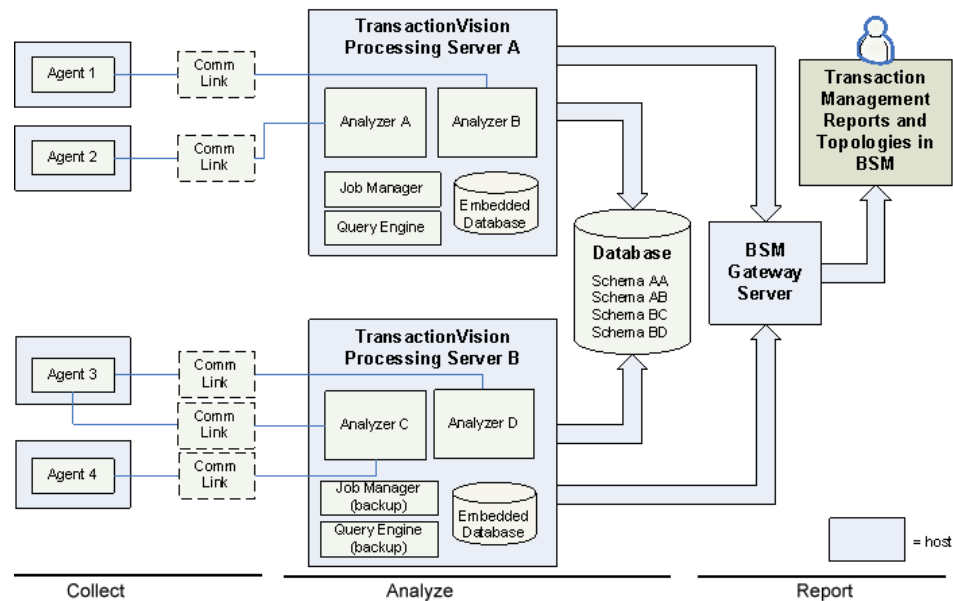 TransactionVision
Processing Server A
Agent 1
Comm
Link
Agent 2
Comm
Link
Analyzer A
Analyzer B
Job Manager
Query Engine
Embedded
Database
Transaction
Management
Reports and
Topologies in
BSM
Database
Schema AA
Schema AB
Schema BC
Schema BD
BSM
Gateway
Server
TransactionVision
Processing Server B
Agent 3
Comm
Link
Comm
Link
Agent 4
Comm
Link
Analyzer C
Analyzer D
Job Manager
(backup)
Query Engine
(backup)
Embedded
Database
= host
Collect
Analyze
Report